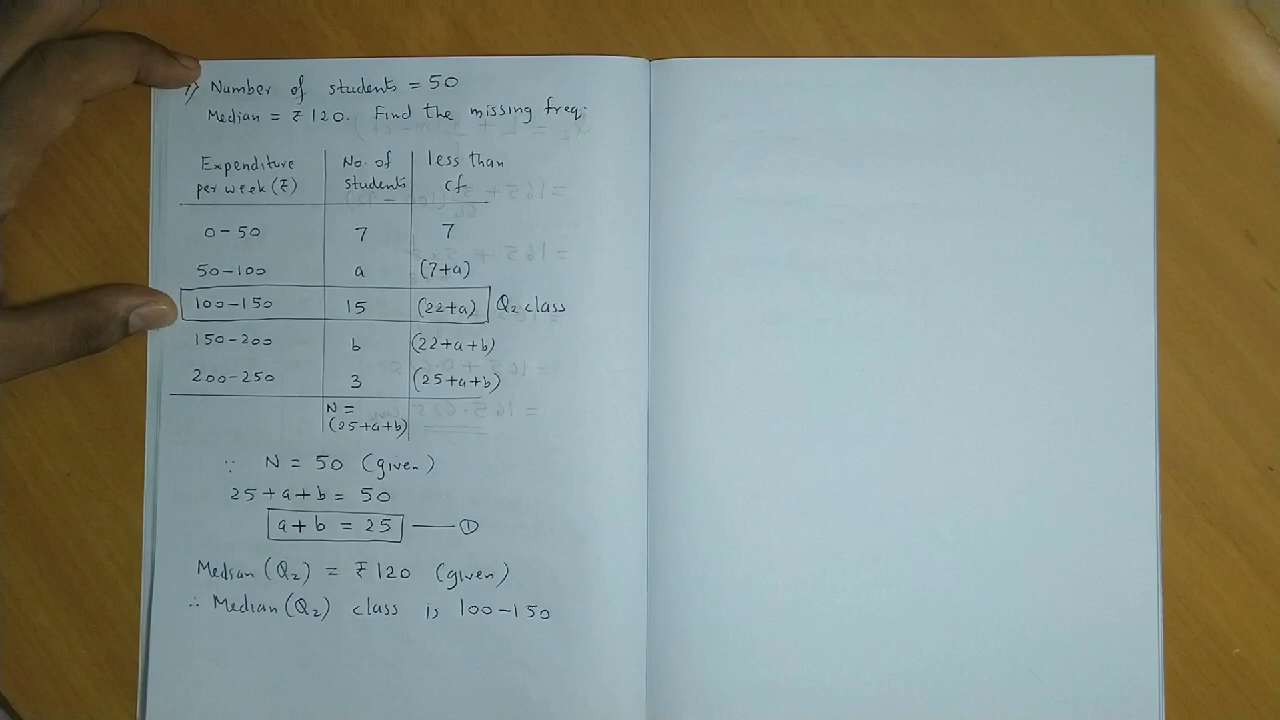 1) Number of students = 50
Median = ₹120. Find the missing freq.
Expenditure per week (₹) | No. of students | less than cf
0-50 | 7 | 7
50-100 | a | (7+a)
100-150 | 15 | (22+a) Q₂ class
150-200 | b | (22+a+b)
200-250 | 3 | (25+a+b)
N = (25+a+b)
∵ N = 50 (given)
25+a+b = 50
a+b = 25 —— ①
Median (Q₂) = ₹120 (given)
∴ Median (Q₂) class is 100-150